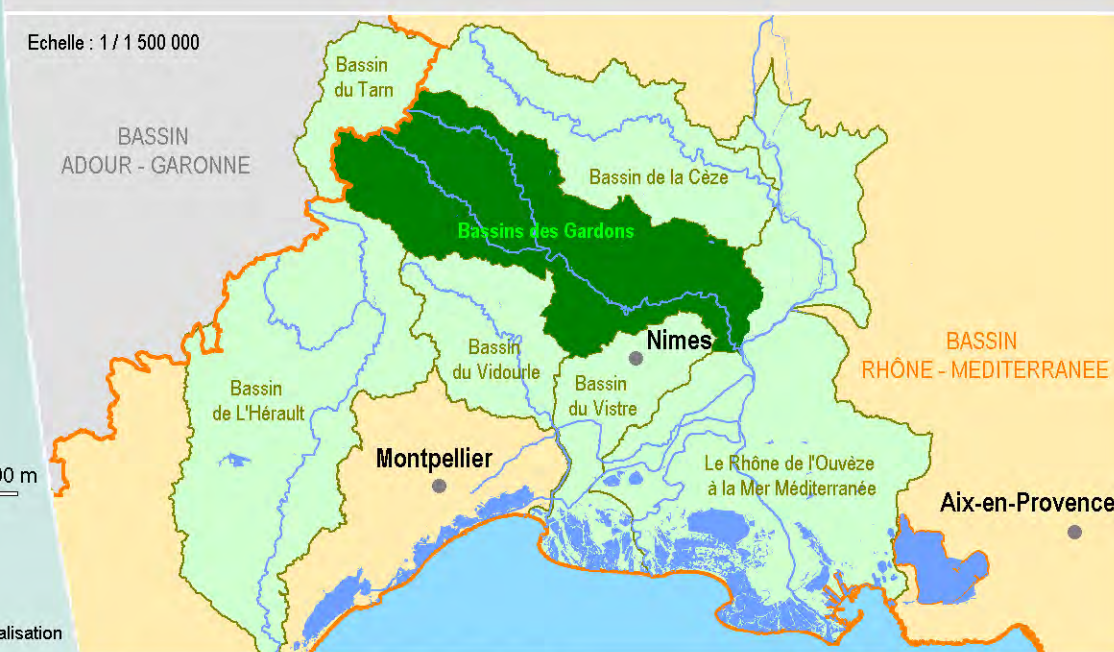 Echelle : 1 / 1 500 000
Bassin
du Tarn
BASSIN
ADOUR - GARONNE
Bassin de la Cèze
Bassins des Gardons
Nimes
BASSIN
RHÔNE - MEDITERRANEE
Bassin
du Vidourle
Bassin
de L'Hérault
Bassin
du Vistre
Montpellier
Le Rhône de l'Ouvèze
à la Mer Méditerranée
00 m
Aix-en-Provence
alisation